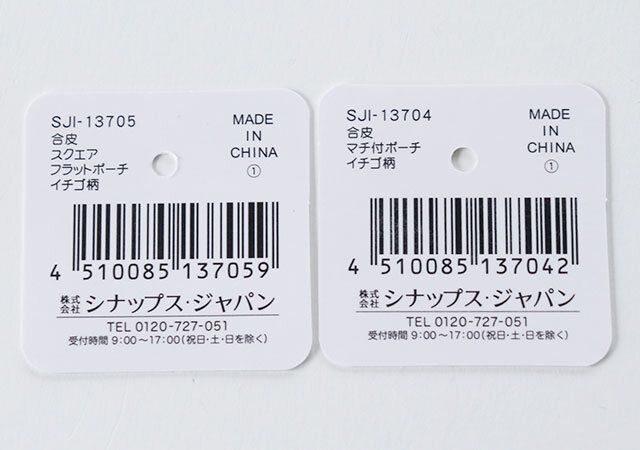 SJI-13705
合皮
スクエア
フラットポーチ
イチゴ柄
MADE
IN
CHINA
①
4 510085 137059
株式会社 シナップス・ジャパン
TEL 0120-727-051
受付時間 9:00〜17:00(祝日・土・日を除く)
SJI-13704
合皮
マチ付ポーチ
イチゴ柄
MADE
IN
CHINA
①
4 510085 137042
株式会社 シナップス・ジャパン
TEL 0120-727-051
受付時間 9:00〜17:00(祝日・土・日を除く)